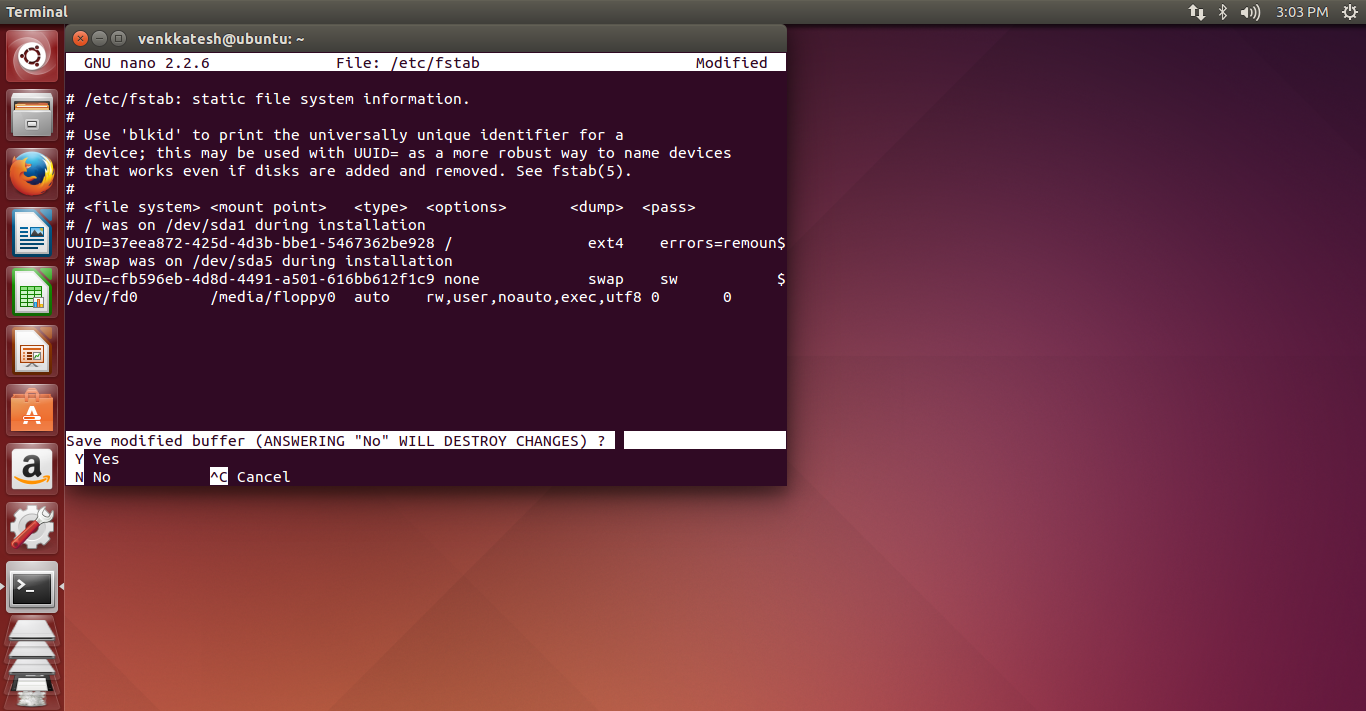 Terminal 3:03 PM
venkkatesh@ubuntu: ~
GNU nano 2.2.6 File: /etc/fstab Modified
# /etc/fstab: static file system information.
#
# Use 'blkid' to print the universally unique identifier for a
# device; this may be used with UUID= as a more robust way to name devices
# that works even if disks are added and removed. See fstab(5).
#
# <file system> <mount point> <type> <options> <dump> <pass>
# / was on /dev/sda1 during installation
UUID=37eea872-425d-4d3b-bbe1-5467362be928 / ext4 errors=remoun$
# swap was on /dev/sda5 during installation
UUID=cfb596eb-4d8d-4491-a501-616bb612f1c9 none swap sw $
/dev/fd0 /media/floppy0 auto rw,user,noauto,exec,utf8 0 0
Save modified buffer (ANSWERING "No" WILL DESTROY CHANGES) ?
Y Yes
N No ^C Cancel